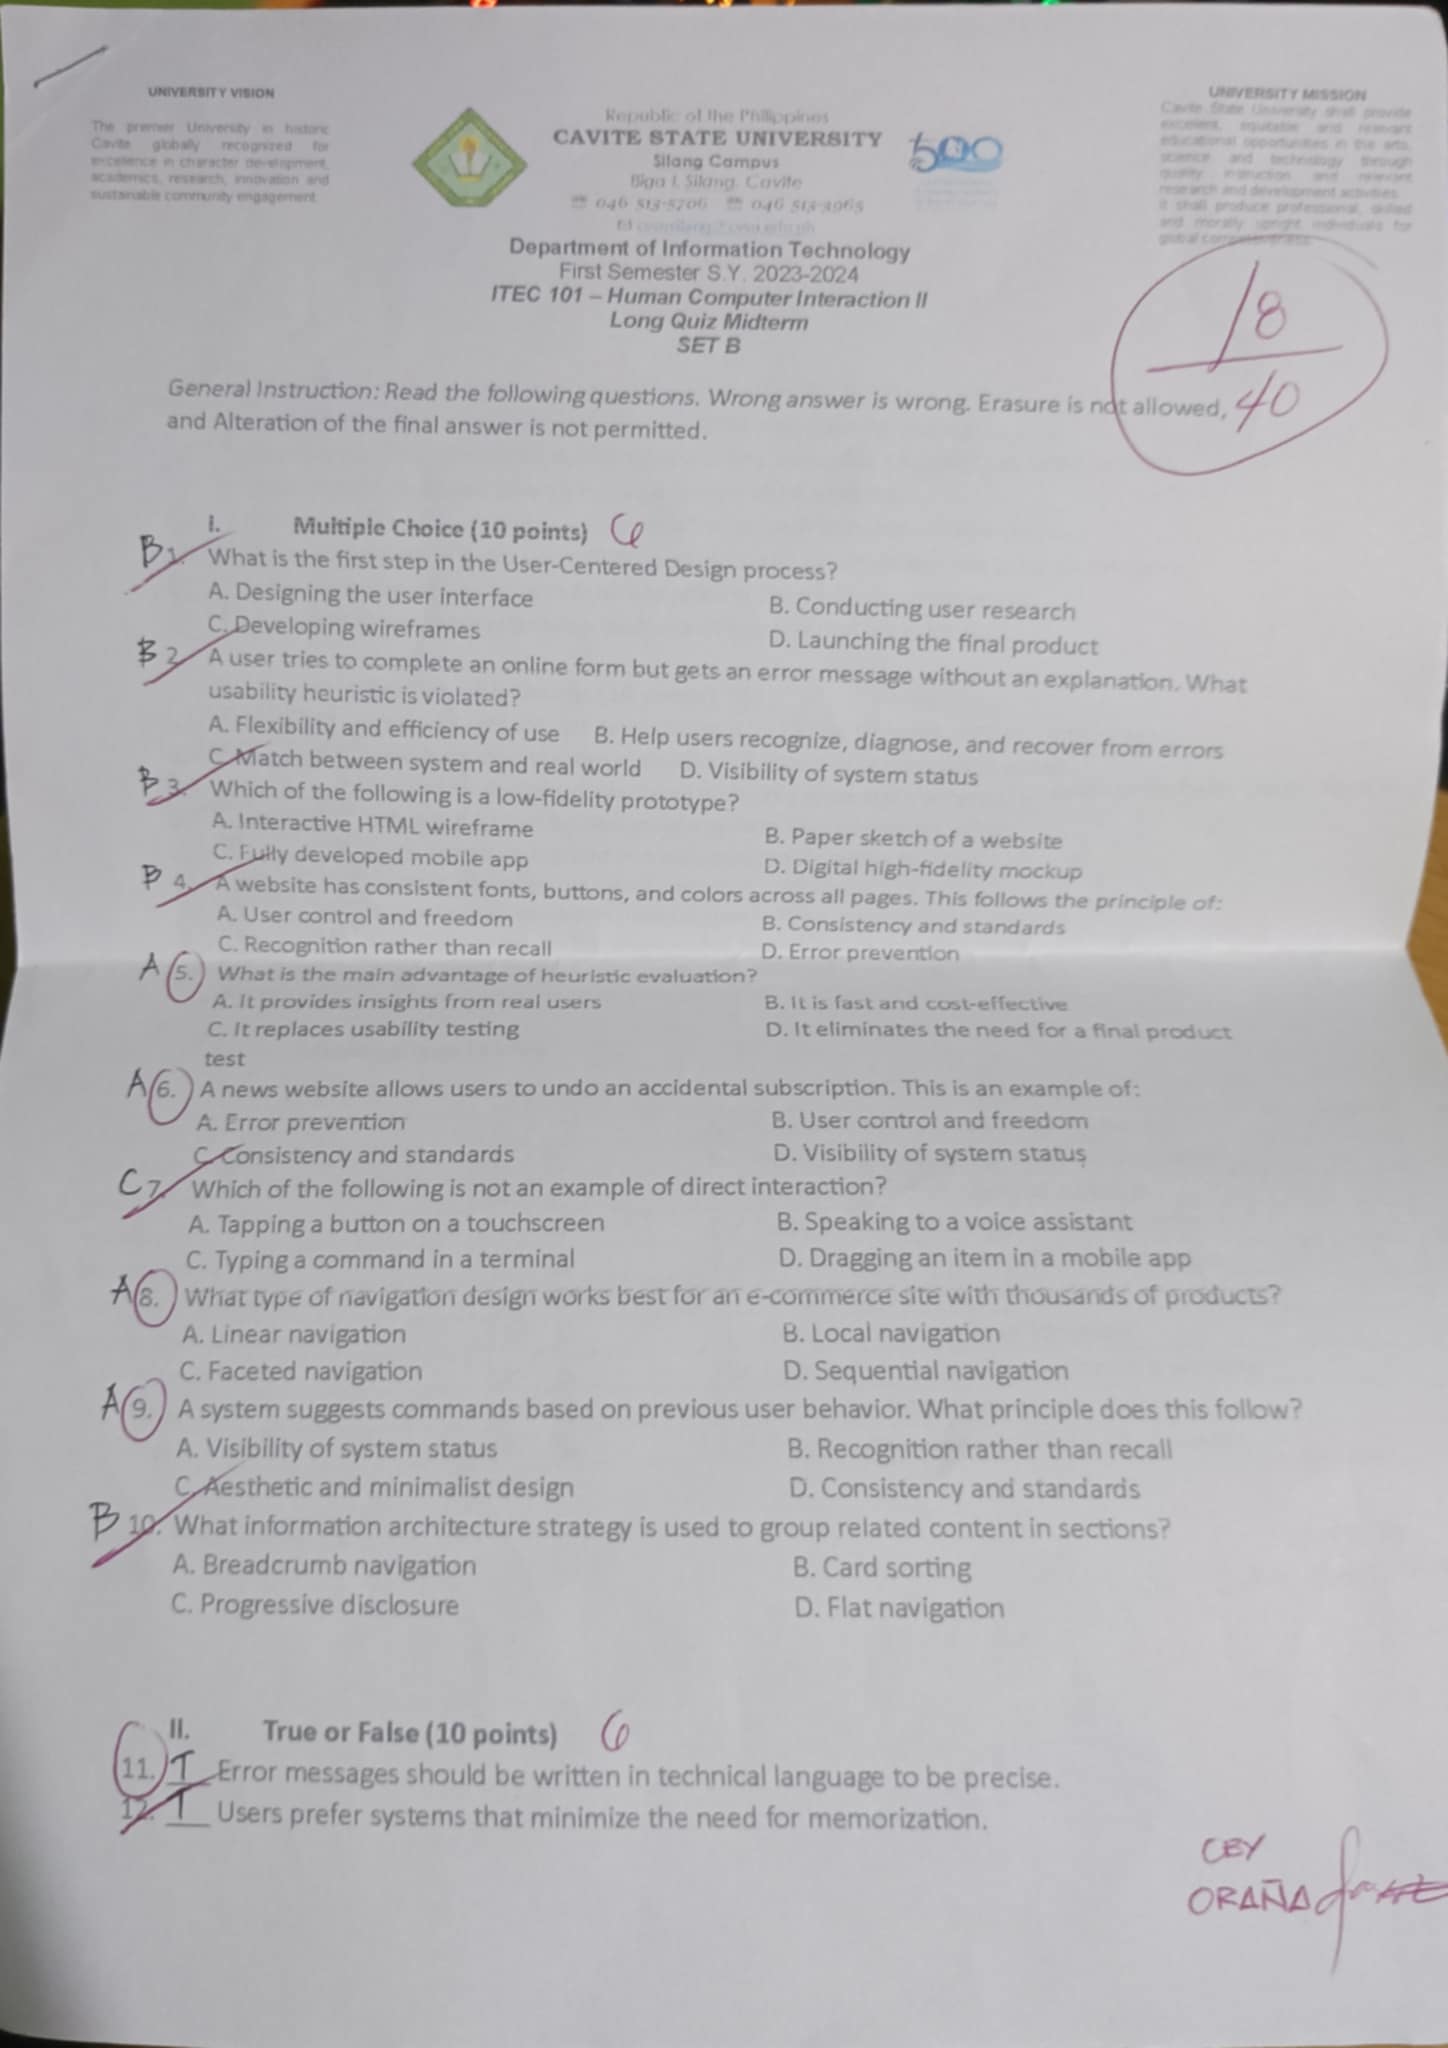 UNIVERSITY VISION
The premier University in historic
Cavite globally recognized for
excellence in character development,
academics, research, innovation and
sustainable community engagement.
Republic of the Philippines
CAVITE STATE UNIVERSITY
Silang Campus
Biga I, Silang, Cavite
☎ 046 513-5706 ☎ 046 513-3965
500
UNIVERSITY MISSION
Cavite State University shall provide
excellent, equitable and relevant
educational opportunities in the arts,
science and technology through
quality instruction and relevant
research and development activities.
It shall produce professional, skilled
and morally upright individuals for
global competitiveness.
Department of Information Technology
First Semester S.Y. 2023-2024
ITEC 101 – Human Computer Interaction II
Long Quiz Midterm
SET B
18
40
General Instruction: Read the following questions. Wrong answer is wrong. Erasure is not allowed,
and Alteration of the final answer is not permitted.
I. Multiple Choice (10 points) 6
B 1. What is the first step in the User-Centered Design process?
A. Designing the user interface B. Conducting user research
C. Developing wireframes D. Launching the final product
B 2. A user tries to complete an online form but gets an error message without an explanation. What
usability heuristic is violated?
A. Flexibility and efficiency of use B. Help users recognize, diagnose, and recover from errors
C. Match between system and real world D. Visibility of system status
B 3. Which of the following is a low-fidelity prototype?
A. Interactive HTML wireframe B. Paper sketch of a website
C. Fully developed mobile app D. Digital high-fidelity mockup
B 4. A website has consistent fonts, buttons, and colors across all pages. This follows the principle of:
A. User control and freedom B. Consistency and standards
C. Recognition rather than recall D. Error prevention
A 5. What is the main advantage of heuristic evaluation?
A. It provides insights from real users B. It is fast and cost-effective
C. It replaces usability testing D. It eliminates the need for a final product
test
A 6. A news website allows users to undo an accidental subscription. This is an example of:
A. Error prevention B. User control and freedom
C. Consistency and standards D. Visibility of system status
C 7. Which of the following is not an example of direct interaction?
A. Tapping a button on a touchscreen B. Speaking to a voice assistant
C. Typing a command in a terminal D. Dragging an item in a mobile app
A 8. What type of navigation design works best for an e-commerce site with thousands of products?
A. Linear navigation B. Local navigation
C. Faceted navigation D. Sequential navigation
A 9. A system suggests commands based on previous user behavior. What principle does this follow?
A. Visibility of system status B. Recognition rather than recall
C. Aesthetic and minimalist design D. Consistency and standards
B 10. What information architecture strategy is used to group related content in sections?
A. Breadcrumb navigation B. Card sorting
C. Progressive disclosure D. Flat navigation
II. True or False (10 points) 6
11. T Error messages should be written in technical language to be precise.
12. T Users prefer systems that minimize the need for memorization.
CBY
ORAÑA